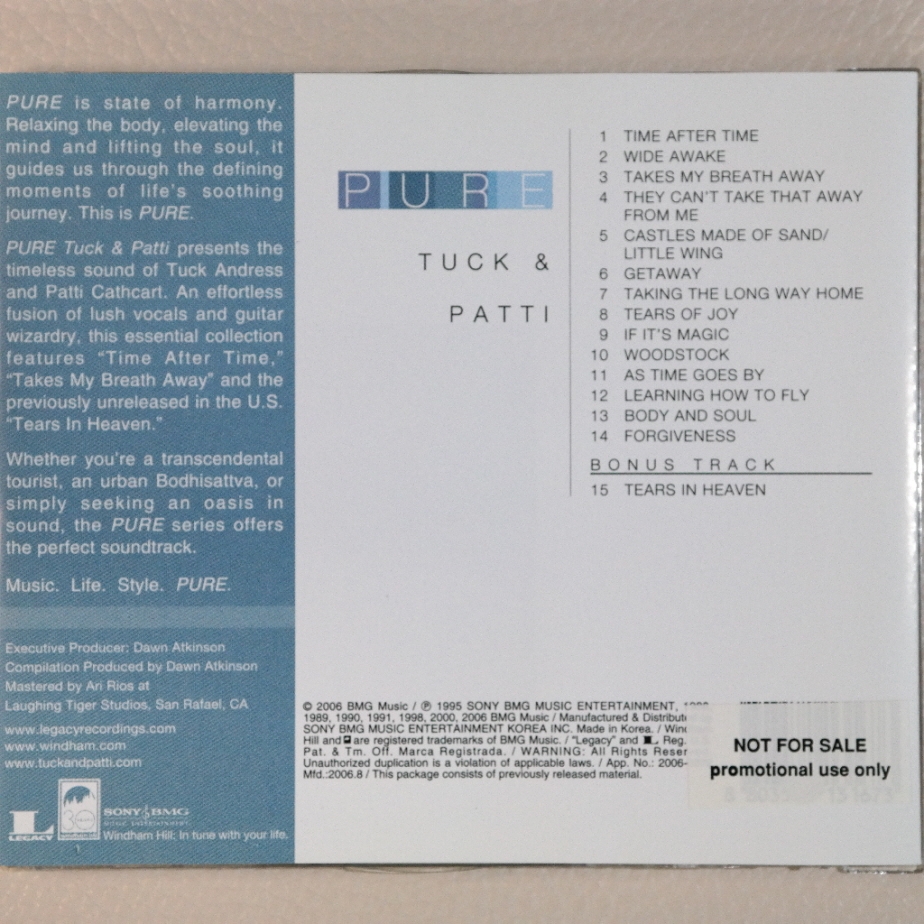 PURE is state of harmony.
Relaxing the body, elevating the
mind and lifting the soul, it
guides us through the defining
moments of life's soothing
journey. This is PURE.
PURE Tuck & Patti presents the
timeless sound of Tuck Andress
and Patti Cathcart. An effortless
fusion of lush vocals and guitar
wizardry, this essential collection
features “Time After Time,”
“Takes My Breath Away” and the
previously unreleased in the U.S.
“Tears In Heaven.”
Whether you're a transcendental
tourist, an urban Bodhisattva, or
simply seeking an oasis in
sound, the PURE series offers
the perfect soundtrack.
Music. Life. Style. PURE.
Executive Producer: Dawn Atkinson
Compilation Produced by Dawn Atkinson
Mastered by Ari Rios at
Laughing Tiger Studios, San Rafael, CA
www.legacyrecordings.com
www.windham.com
www.tuckandpatti.com
L
LEGACY
30
SONY BMG
MUSIC ENTERTAINMENT
Windham Hill: In tune with your life.
PURE
TUCK &
PATTI
1 TIME AFTER TIME
2 WIDE AWAKE
3 TAKES MY BREATH AWAY
4 THEY CAN'T TAKE THAT AWAY
FROM ME
5 CASTLES MADE OF SAND/
LITTLE WING
6 GETAWAY
7 TAKING THE LONG WAY HOME
8 TEARS OF JOY
9 IF IT'S MAGIC
10 WOODSTOCK
11 AS TIME GOES BY
12 LEARNING HOW TO FLY
13 BODY AND SOUL
14 FORGIVENESS
BONUS TRACK
15 TEARS IN HEAVEN
© 2006 BMG Music / ℗ 1995 SONY BMG MUSIC ENTERTAINMENT,
1989, 1990, 1991, 1998, 2000, 2006 BMG Music / Manufactured & Distribute
SONY BMG MUSIC ENTERTAINMENT KOREA INC. Made in Korea. / Wind
Hill and are registered trademarks of BMG Music. / "Legacy" and L Reg.
Pat. & Tm. Off. Marca Registrada. / WARNING: All Rights Reser
Unauthorized duplication is a violation of applicable laws. / App. No.: 2006-
Mfd.:2006.8 / This package consists of previously released material.
NOT FOR SALE
promotional use only